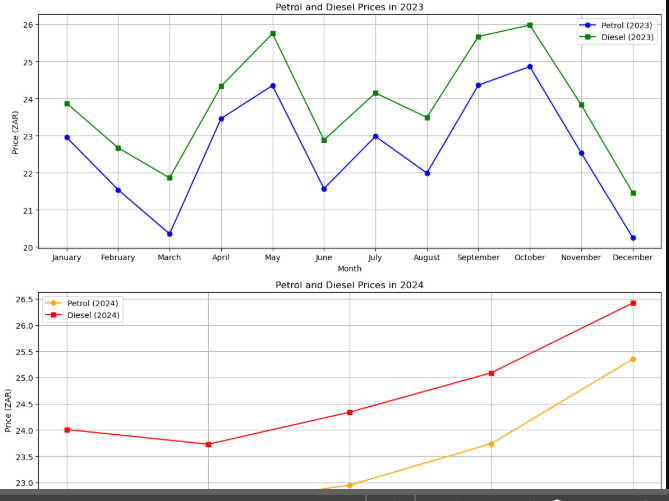 Petrol and Diesel Prices in 2023
26
25
24
23
22
21
20
Price (ZAR)
Petrol (2023)
Diesel (2023)
January February March April May June July August September October November December
Month
Petrol and Diesel Prices in 2024
26.5
26.0
25.5
25.0
24.5
24.0
23.5
23.0
Price (ZAR)
Petrol (2024)
Diesel (2024)